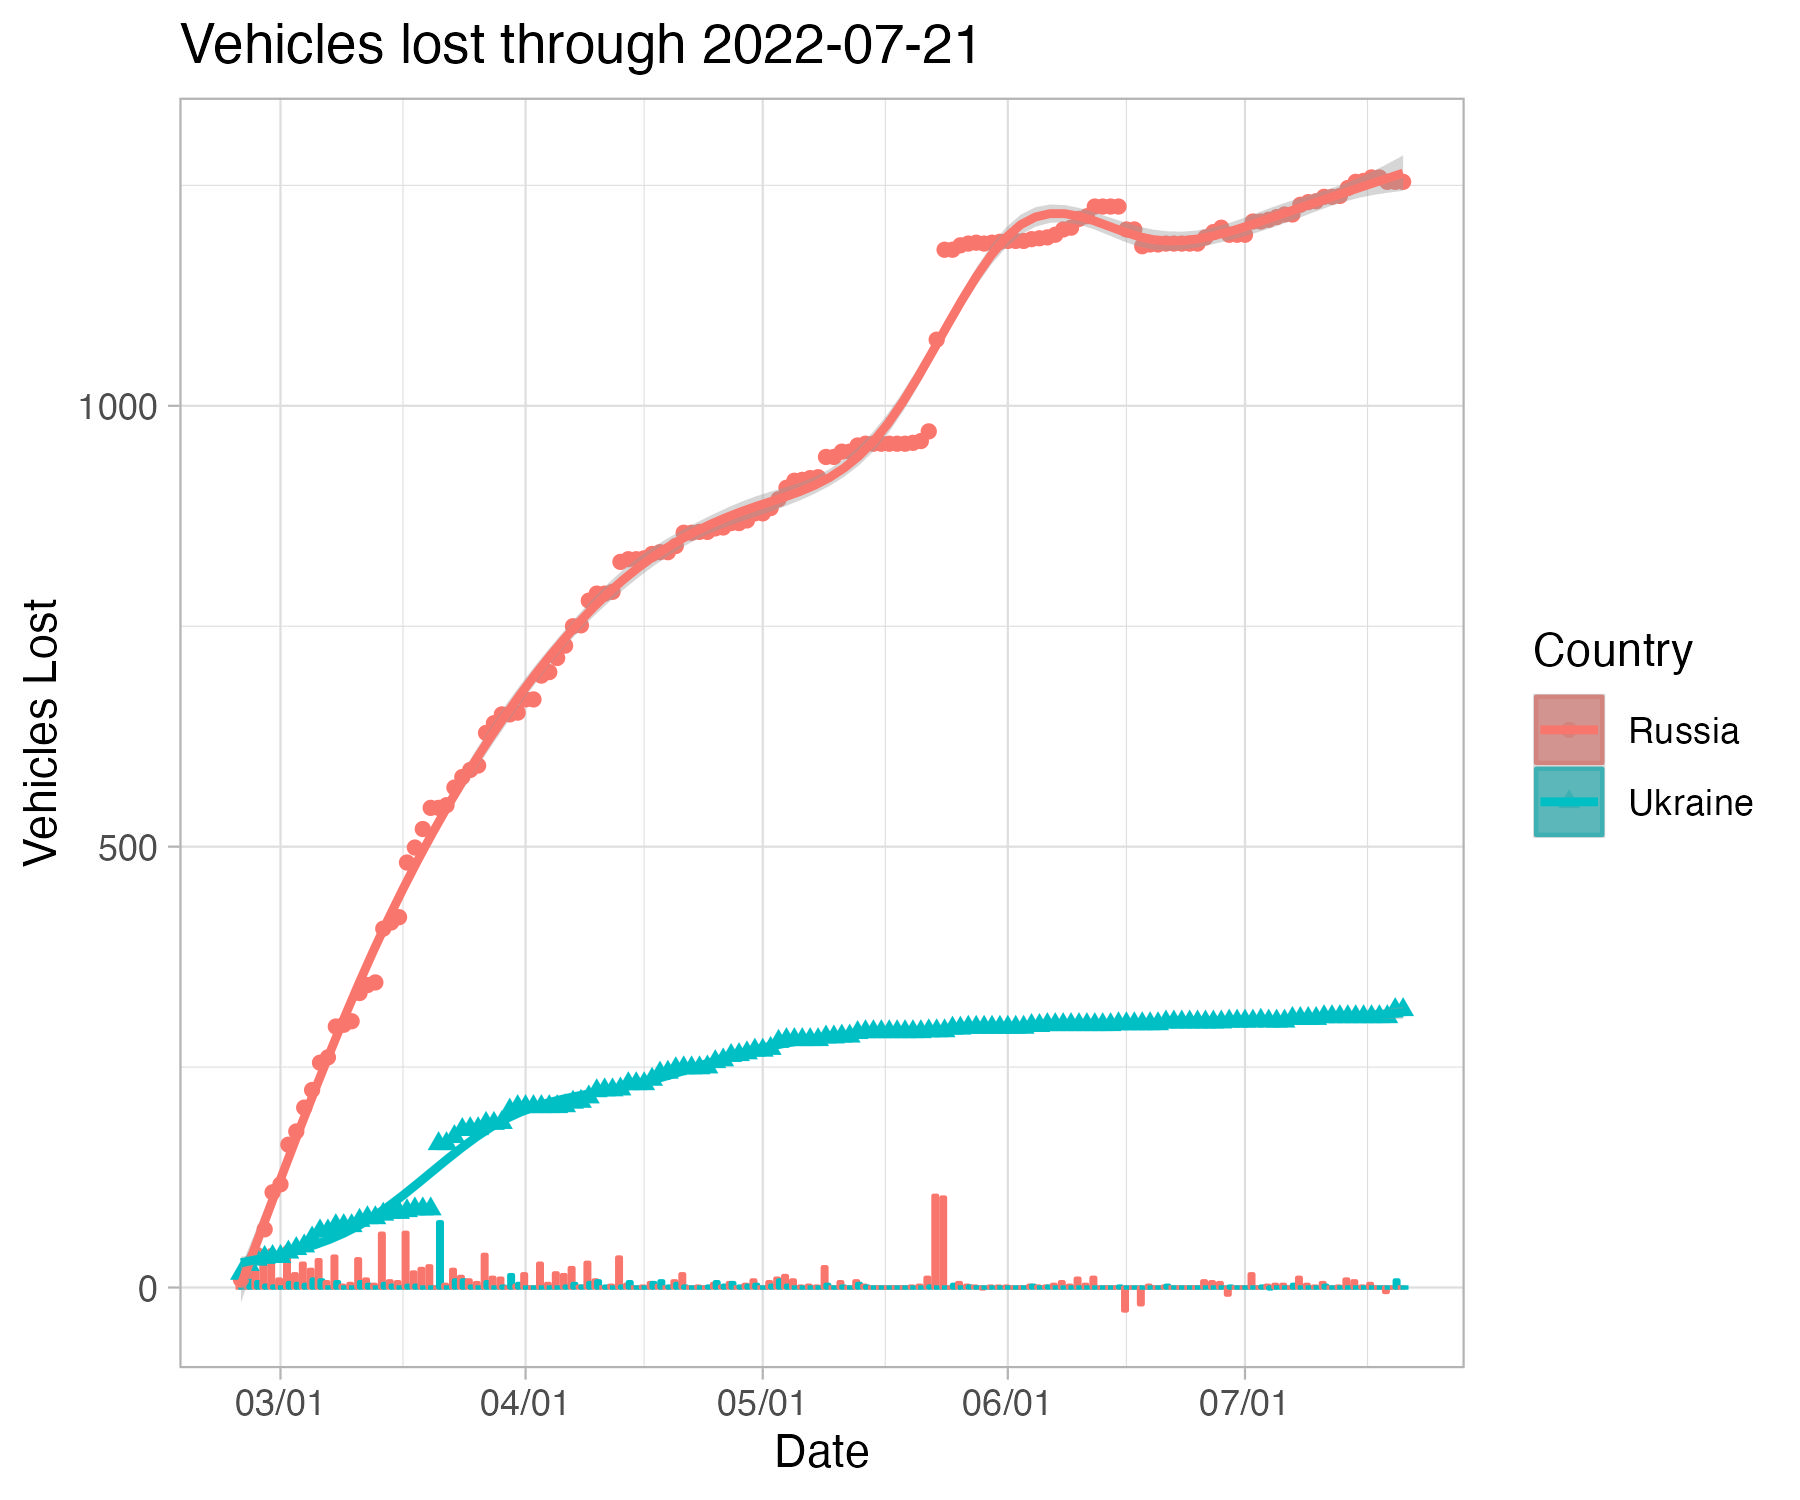 Vehicles lost through 2022-07-21
Vehicles Lost
1000
500
0
03/01
04/01
05/01
06/01
07/01
Date
Country
Russia
Ukraine